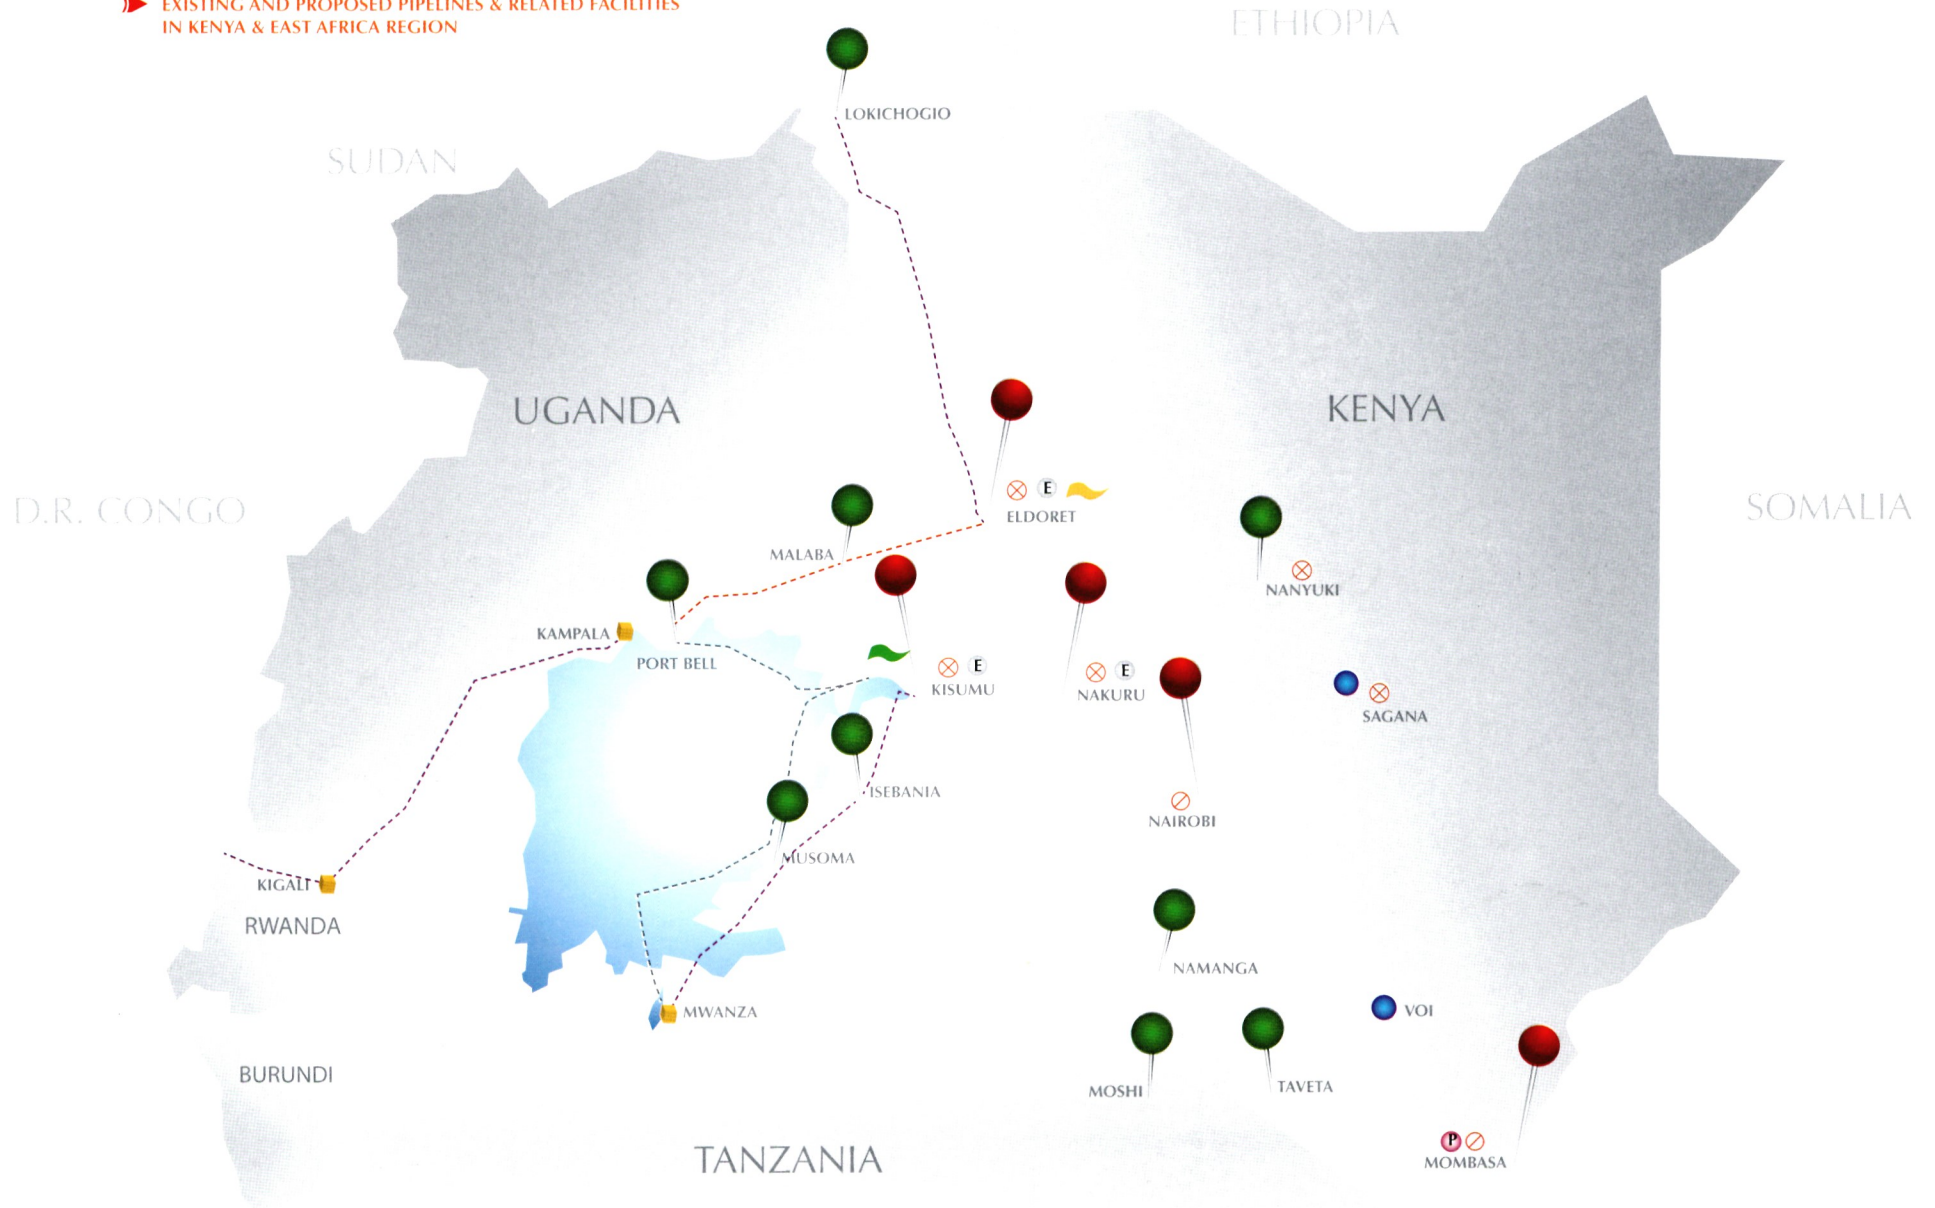 EXISTING AND PROPOSED PIPELINES & RELATED FACILITIES
IN KENYA & EAST AFRICA REGION
ETHIOPIA
LOKICHOGIO
SUDAN
UGANDA
KENYA
D.R. CONGO
SOMALIA
E
ELDORET
MALABA
NANYUKI
KAMPALA
PORT BELL
E
KISUMU
E
NAKURU
SAGANA
ISEBANIA
NAIROBI
MUSOMA
KIGALI
RWANDA
NAMANGA
MWANZA
VOI
BURUNDI
MOSHI
TAVETA
P
MOMBASA
TANZANIA